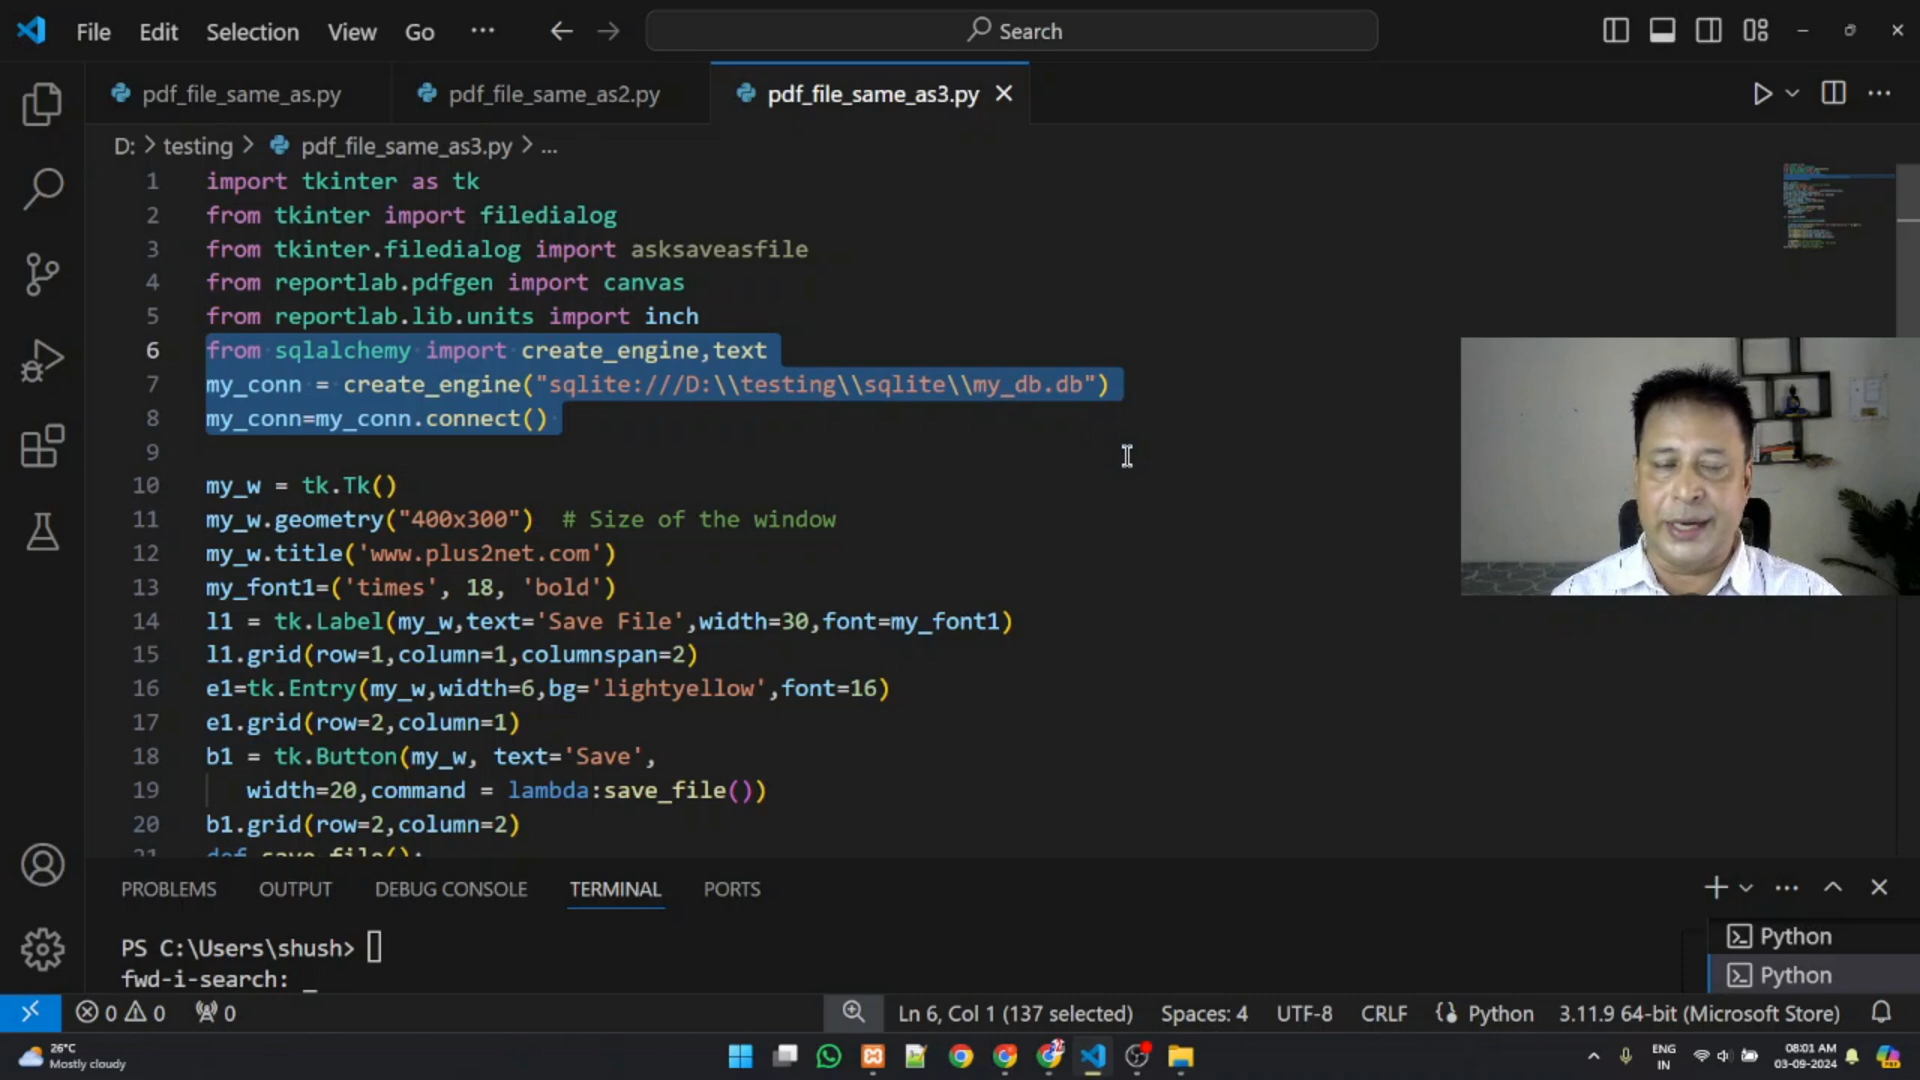 File Edit Selection View Go ... Search
pdf_file_same_as.py pdf_file_same_as2.py pdf_file_same_as3.py
D: > testing > pdf_file_same_as3.py > ...
1 import tkinter as tk
2 from tkinter import filedialog
3 from tkinter.filedialog import asksaveasfile
4 from reportlab.pdfgen import canvas
5 from reportlab.lib.units import inch
6 from sqlalchemy import create_engine,text
7 my_conn = create_engine("sqlite:///D:\\testing\\sqlite\\my_db.db")
8 my_conn=my_conn.connect()
9
10 my_w = tk.Tk()
11 my_w.geometry("400x300")  # Size of the window
12 my_w.title('www.plus2net.com')
13 my_font1=('times', 18, 'bold')
14 l1 = tk.Label(my_w,text='Save File',width=30,font=my_font1)
15 l1.grid(row=1,column=1,columnspan=2)
16 e1=tk.Entry(my_w,width=6,bg='lightyellow',font=16)
17 e1.grid(row=2,column=1)
18 b1 = tk.Button(my_w, text='Save',
19 width=20,command = lambda:save_file())
20 b1.grid(row=2,column=2)
21 def save_file():
PROBLEMS OUTPUT DEBUG CONSOLE TERMINAL PORTS
PS C:\Users\shush>
fwd-i-search: _
Python
Python
0 0 0 Ln 6, Col 1 (137 selected) Spaces: 4 UTF-8 CRLF Python 3.11.9 64-bit (Microsoft Store)
26°C
Mostly cloudy
ENG
IN
08:01 AM
03-09-2024